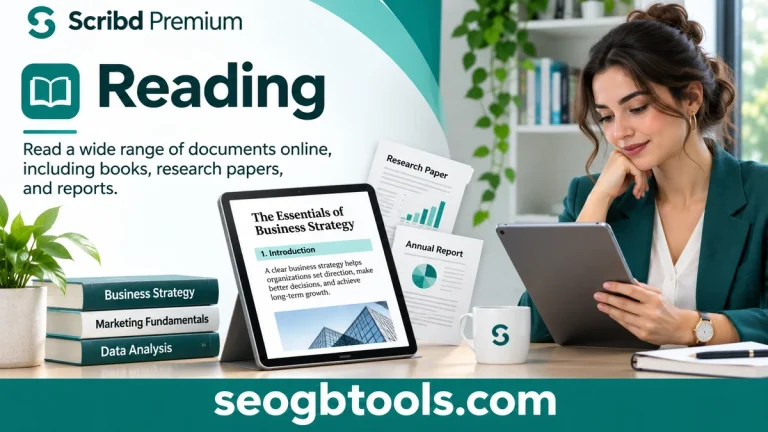 Scribd Premium
Reading
Read a wide range of documents online,
including books, research papers,
and reports.
Research Paper
Annual Report
The Essentials of
Business Strategy
1. Introduction
A clear business strategy helps
organizations set direction, make
better decisions, and achieve
long-term growth.
Business Strategy
Marketing Fundamentals
Data Analysis
S
seogbtools.com